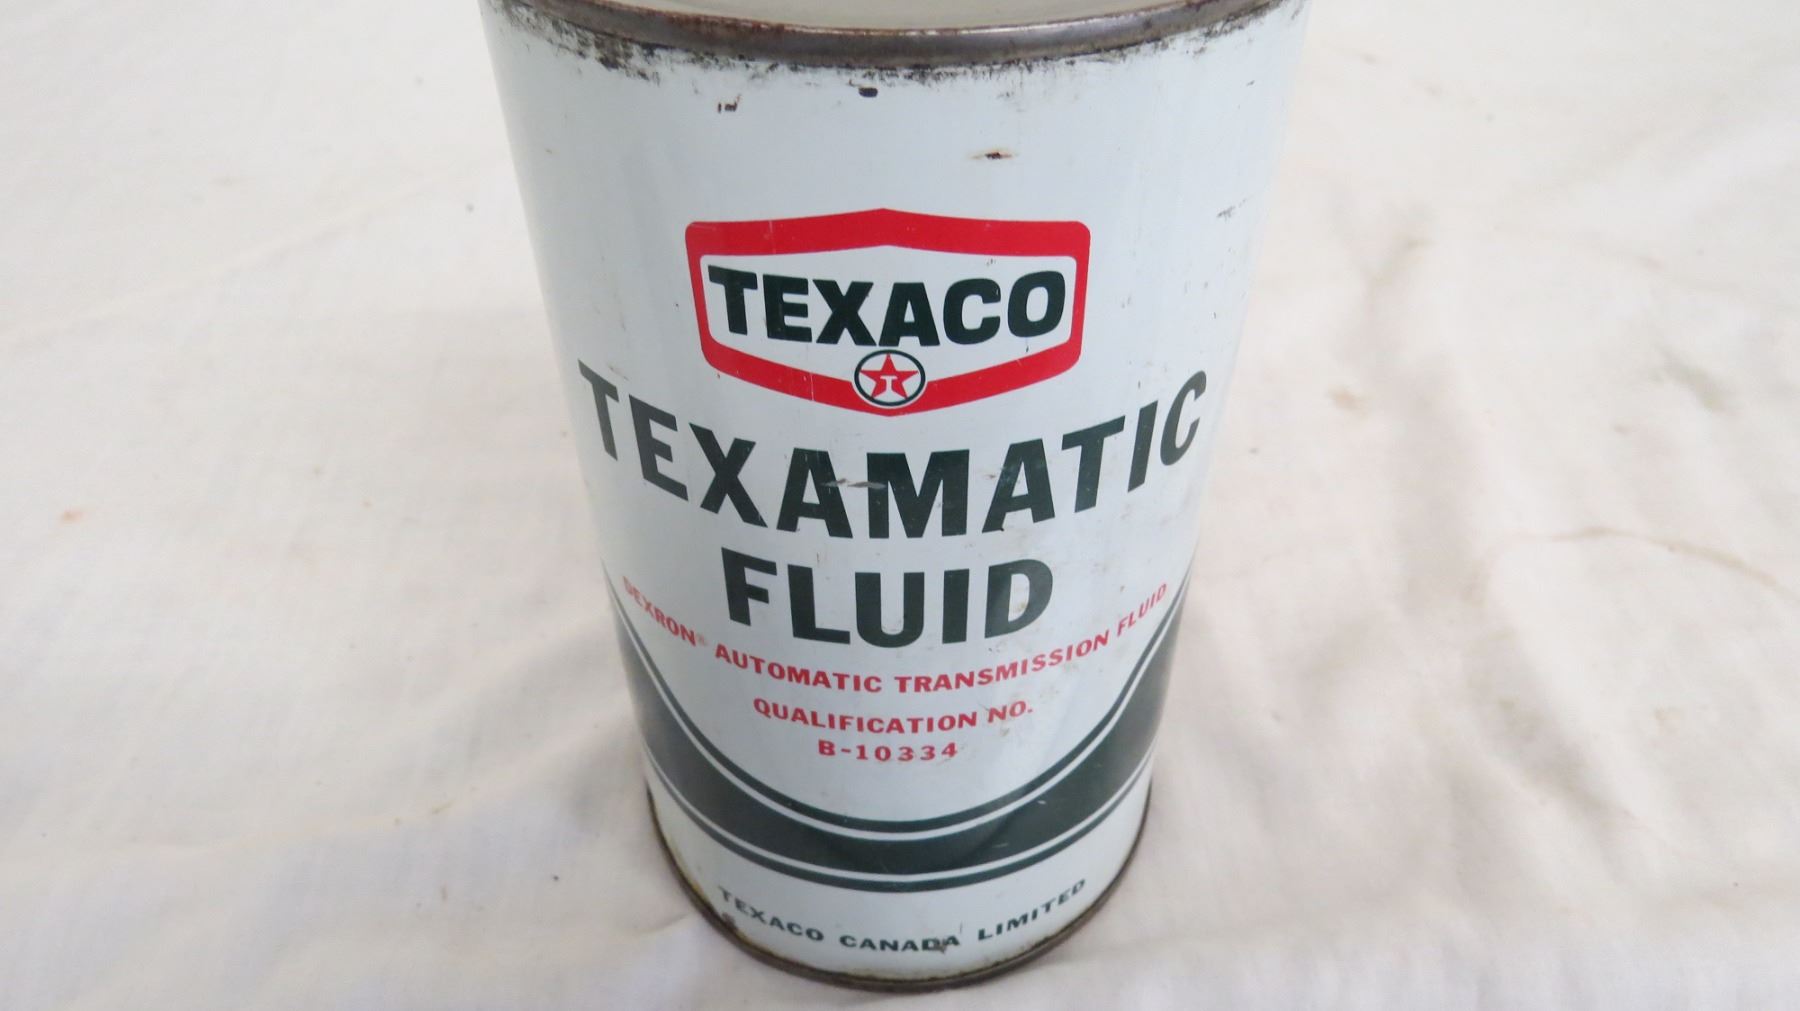 TEXACO
T
TEXAMATIC
FLUID
DEXRON® AUTOMATIC TRANSMISSION FLUID
QUALIFICATION NO.
B-10334
TEXACO CANADA LIMITED